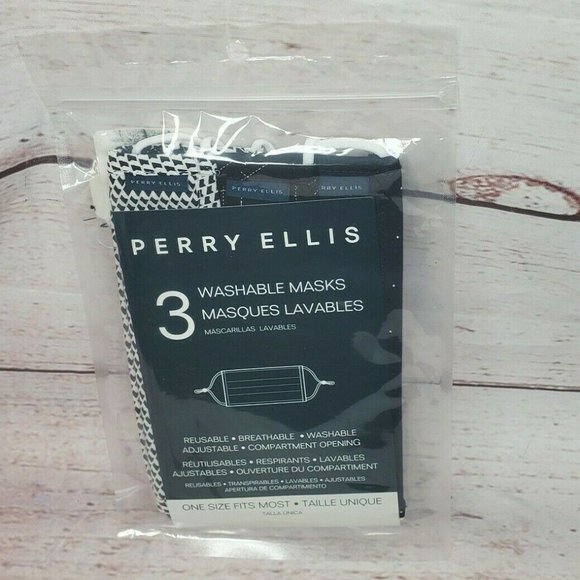 PERRY ELLIS
PERRY ELLIS
RRY ELLIS
PERRY ELLIS
3 WASHABLE MASKS
MASQUES LAVABLES
MASCARILLAS LAVABLES
REUSABLE • BREATHABLE • WASHABLE
ADJUSTABLE • COMPARTMENT OPENING
RÉUTILISABLES • RESPIRANTS • LAVABLES
AJUSTABLES • OUVERTURE DU COMPARTIMENT
REUSABLES • TRANSPIRABLES • LAVABLES • AJUSTABLES
APERTURA DE COMPARTIMIENTO
ONE SIZE FITS MOST • TAILLE UNIQUE
TALLA ÚNICA